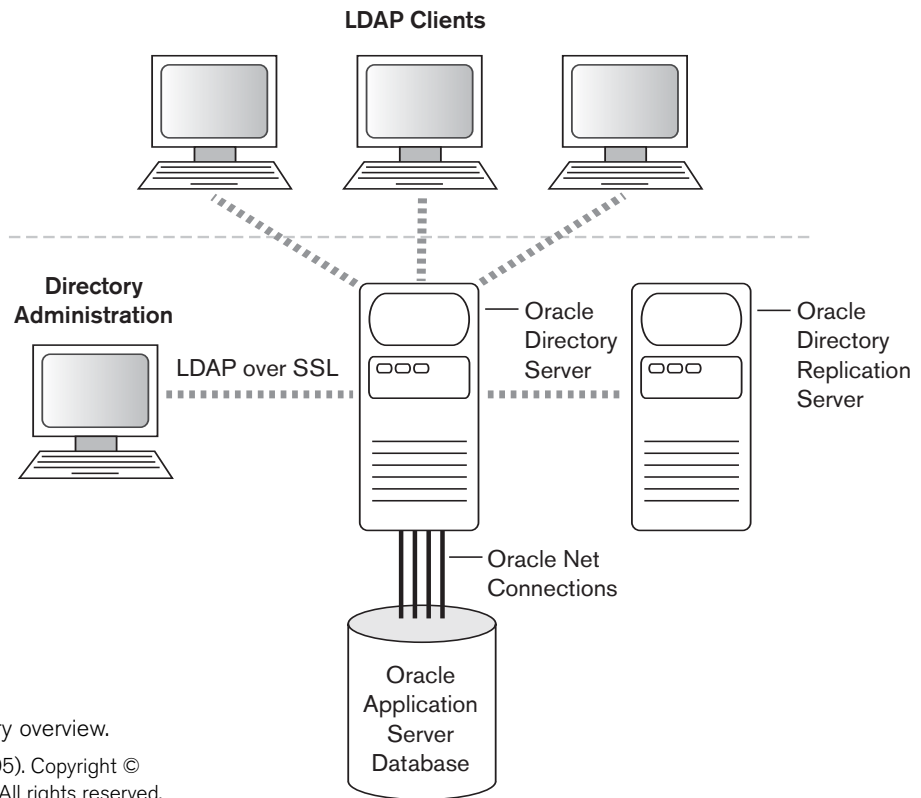 LDAP Clients
Directory
Administration
LDAP over SSL
Oracle
Directory
Server
Oracle
Directory
Replication
Server
Oracle Net
Connections
Oracle
Application
Server
Database
overview.
Copyright ©
All rights reserved.